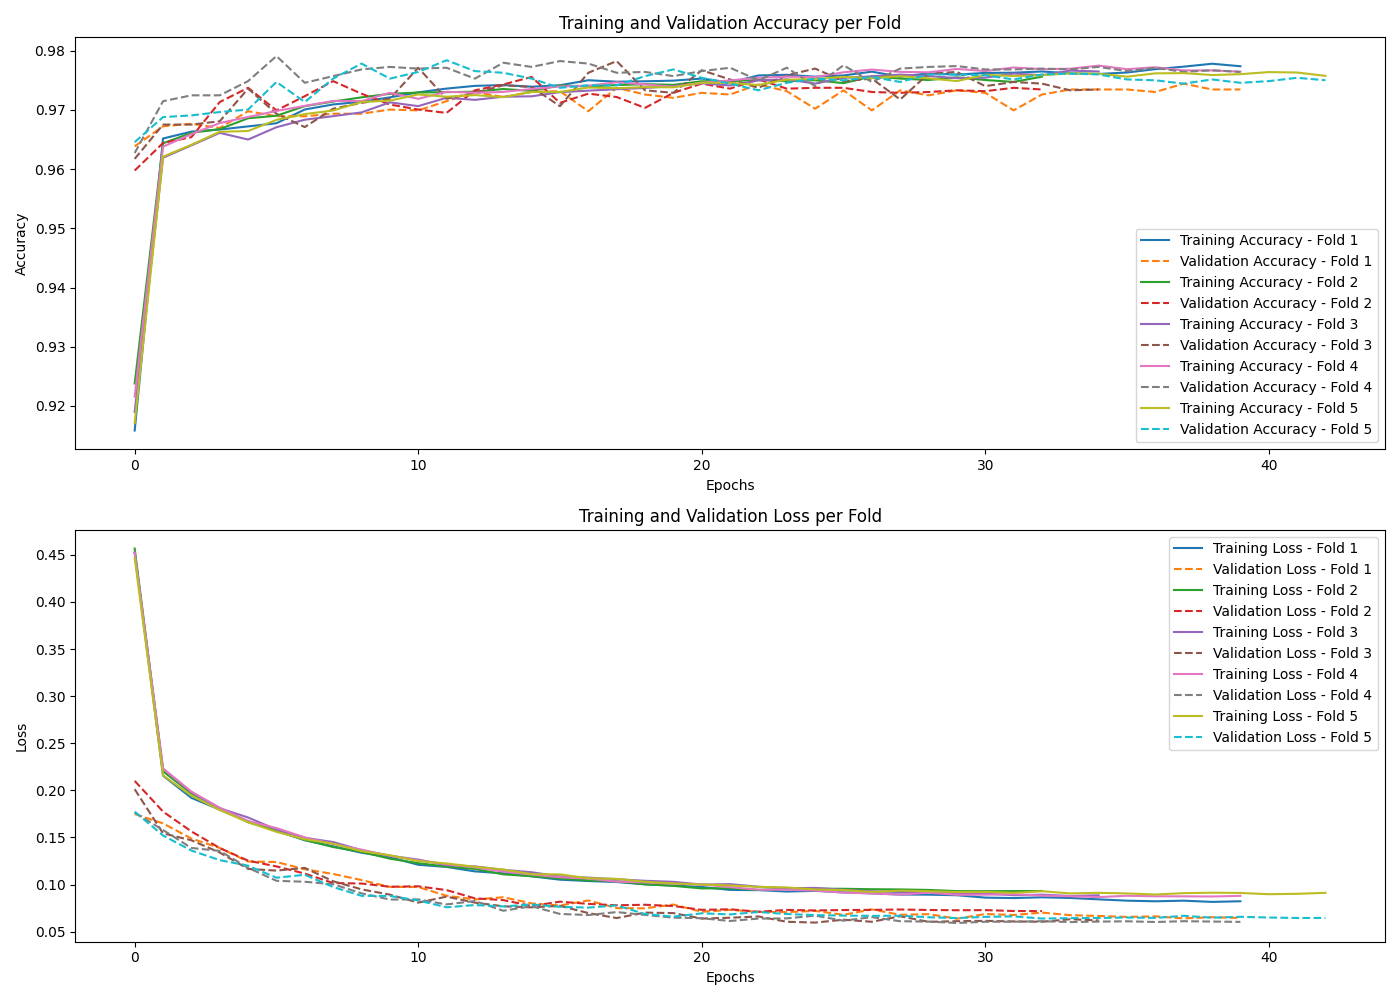 Training and Validation Accuracy per Fold
Accuracy
0.98
0.97
0.96
0.95
0.94
0.93
0.92
Training Accuracy - Fold 1
Validation Accuracy - Fold 1
Training Accuracy - Fold 2
Validation Accuracy - Fold 2
Training Accuracy - Fold 3
Validation Accuracy - Fold 3
Training Accuracy - Fold 4
Validation Accuracy - Fold 4
Training Accuracy - Fold 5
Validation Accuracy - Fold 5
0 10 20 30 40
Epochs
Training and Validation Loss per Fold
Loss
0.45
0.40
0.35
0.30
0.25
0.20
0.15
0.10
0.05
Training Loss - Fold 1
Validation Loss - Fold 1
Training Loss - Fold 2
Validation Loss - Fold 2
Training Loss - Fold 3
Validation Loss - Fold 3
Training Loss - Fold 4
Validation Loss - Fold 4
Training Loss - Fold 5
Validation Loss - Fold 5
0 10 20 30 40
Epochs